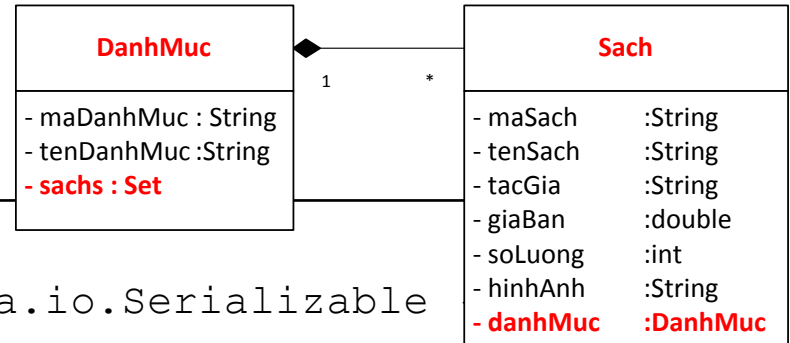 DanhMuc
- maDanhMuc : String
- tenDanhMuc :String
- sachs : Set
1
*
Sach
- maSach :String
- tenSach :String
- tacGia :String
- giaBan :double
- soLuong :int
- hinhAnh :String
- danhMuc :DanhMuc
a.io.Serializable